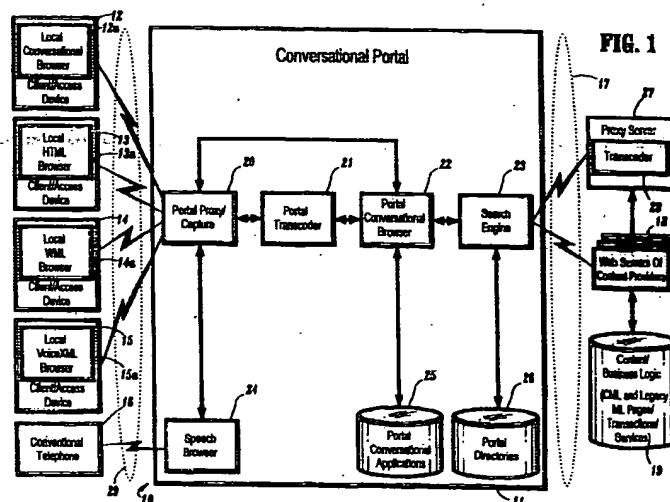 FIG. 1
Conversational Portal
12
12a
Local
Conversational
Browser
Client/Access
Device
13
13a
Local
HTML
Browser
Client/Access
Device
14
14a
Local
WML
Browser
Client/Access
Device
15
15a
Local
VoiceXML
Browser
Client/Access
Device
16
Conventional
Telephone
29
10
20
Portal Proxy/
Capture
21
Portal
Transcoder
22
Portal
Conversational
Browser
23
Search
Engine
24
Speech
Browser
25
Portal
Conversational
Applications
26
Portal
Directories
11
17
27
Proxy Server
Transcoder
28
18
Web Servers Of
Content Providers
Content/
Business Logic
(CML and Legacy
ML Pages/
Transactions/
Services)
19